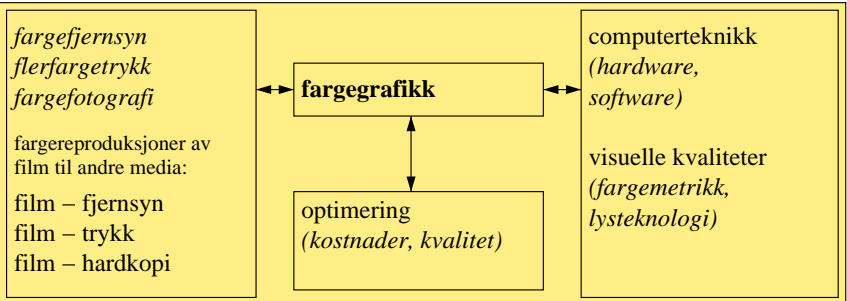 fargefjernsyn
flerfargetrykk
fargefotografi
fargereproduksjoner av
film til andre media:
film – fjernsyn
film – trykk
film – hardkopi
fargegrafikk
optimering
(kostnader, kvalitet)
computerteknikk
(hardware,
software)
visuelle kvaliteter
(fargemetrikk,
lysteknologi)